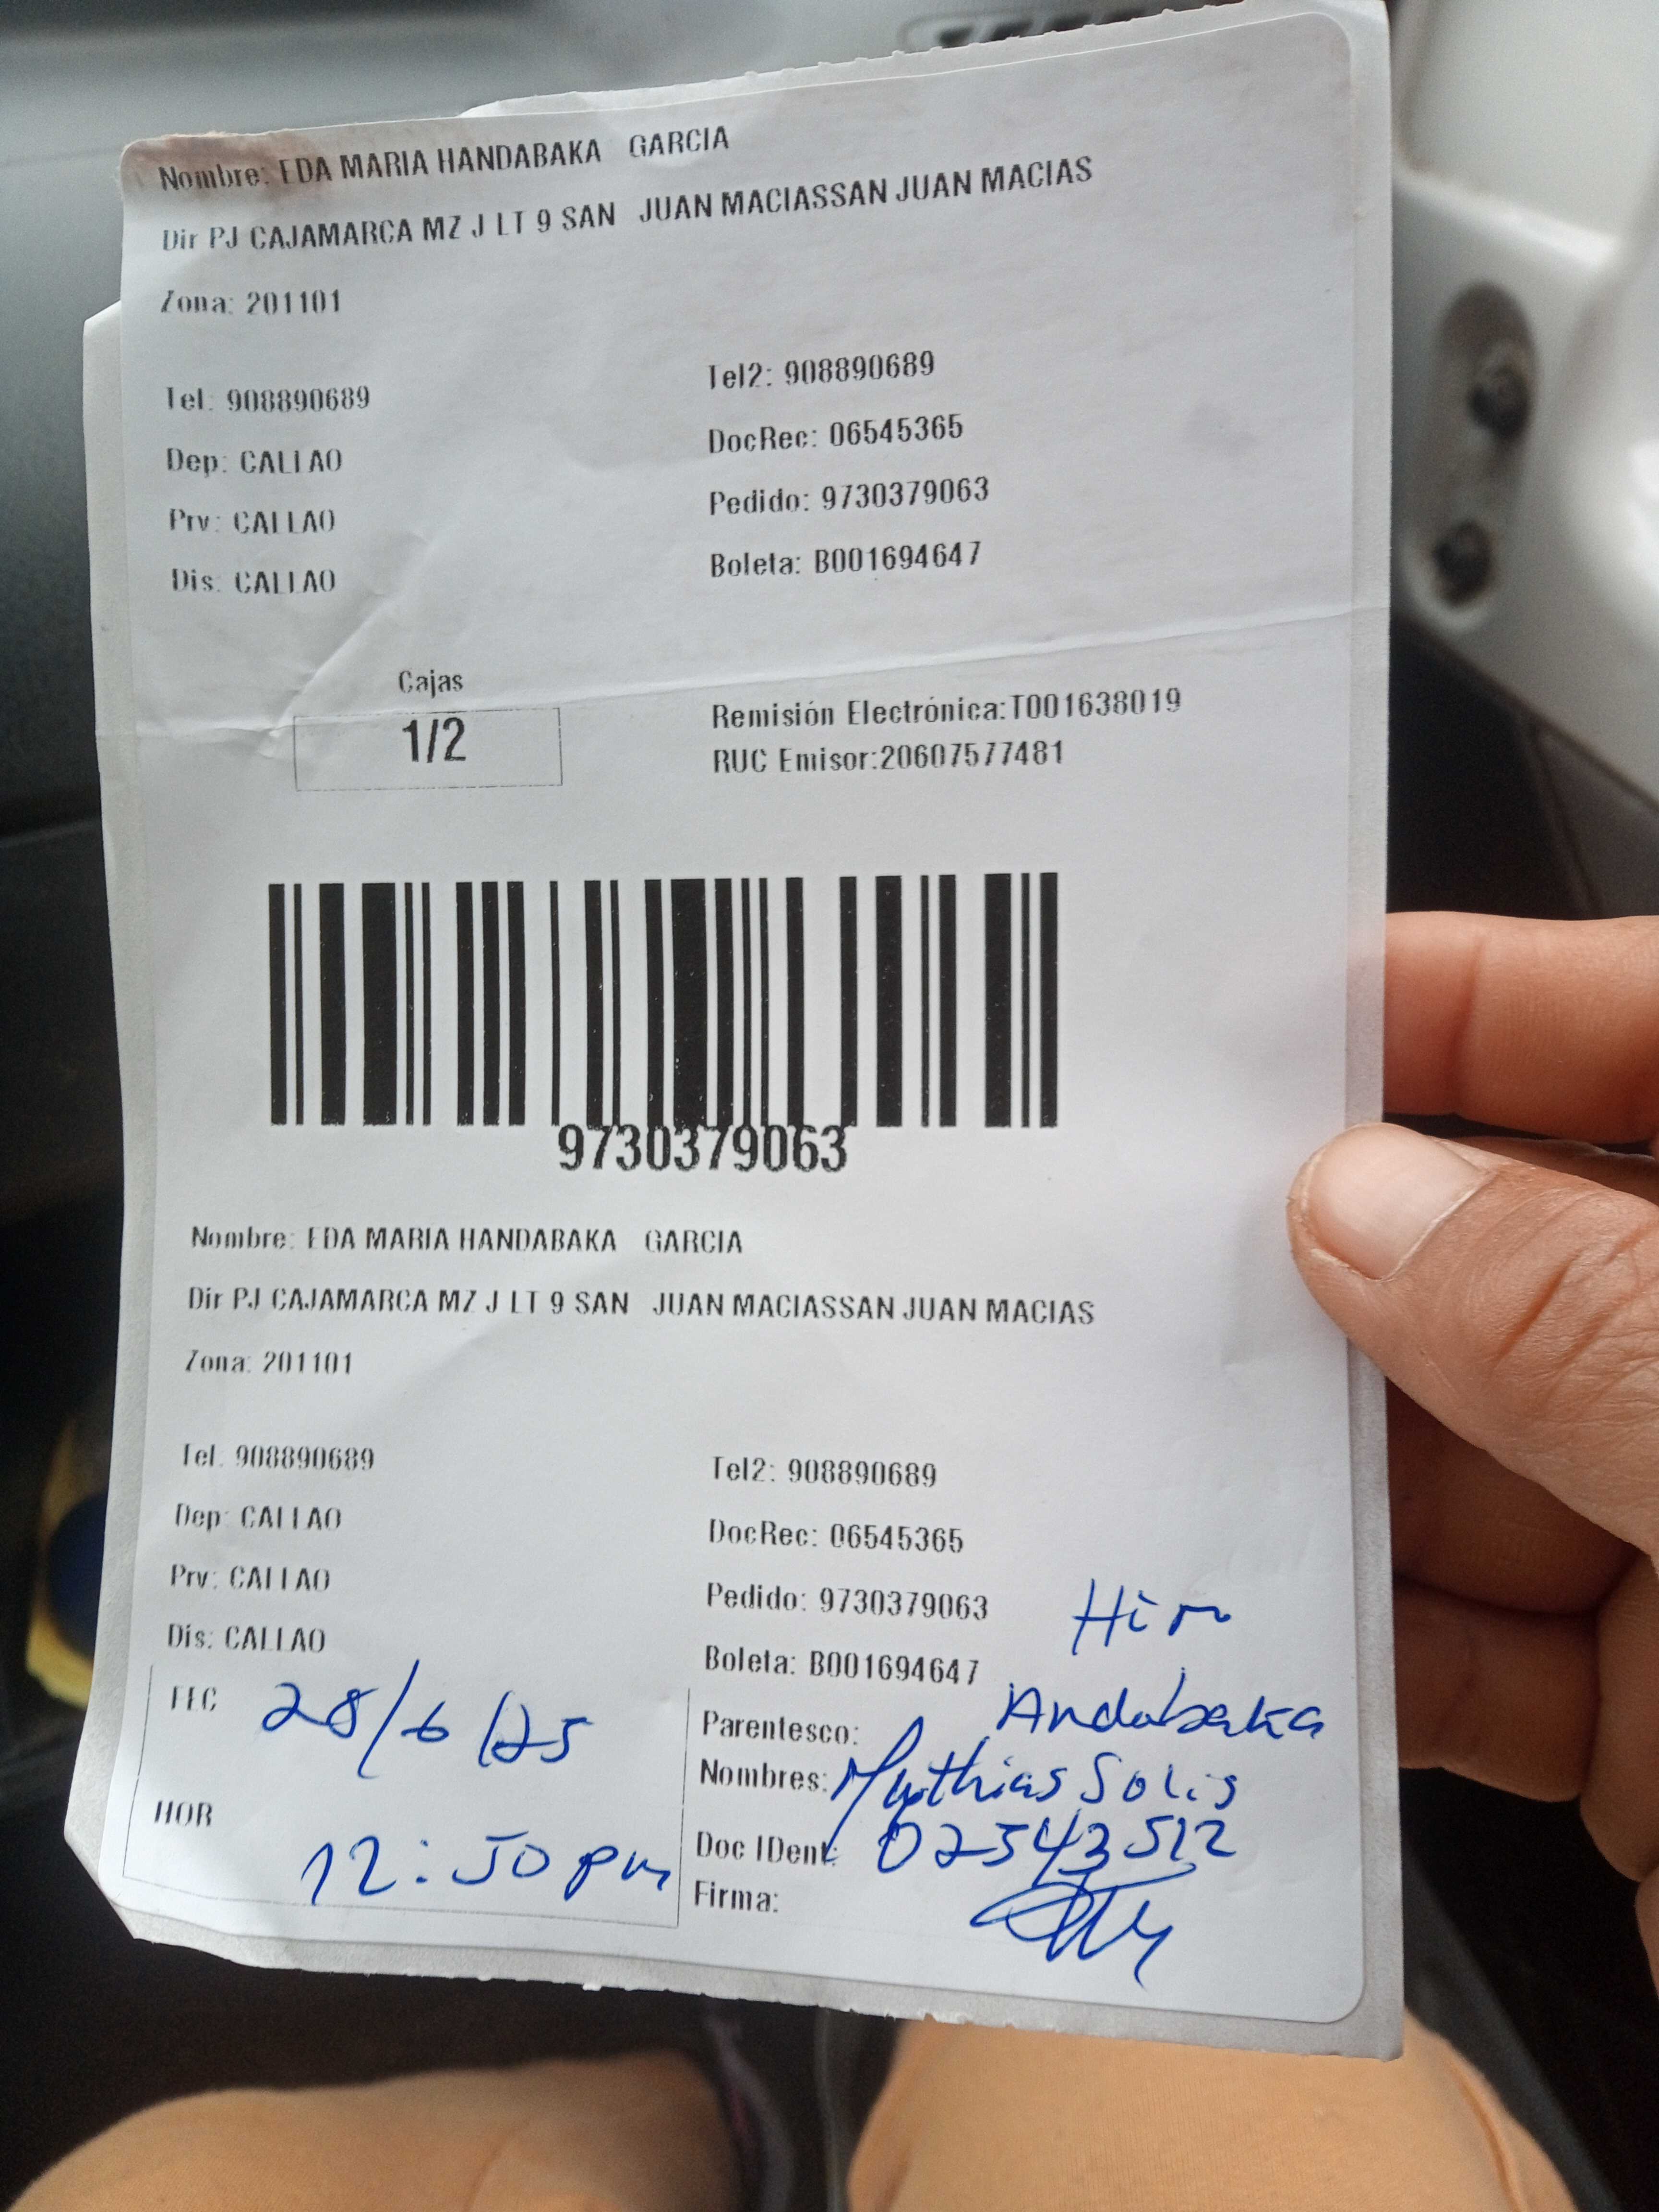 Nombre: EDA MARIA HANDABAKA GARCIA
Dir PJ CAJAMARCA MZ J LT 9 SAN JUAN MACIASSAN JUAN MACIAS
Zona: 201101
Tel: 908890689 Tel2: 908890689
Dep: CALLAO DocRec: 06545365
Prv: CALLAO Pedido: 9730379063
Dis: CALLAO Boleta: B001694647
Cajas
1/2
Remisión Electrónica:T001638019
RUC Emisor:20607577481
9730379063
Nombre: EDA MARIA HANDABAKA GARCIA
Dir PJ CAJAMARCA MZ J LT 9 SAN JUAN MACIASSAN JUAN MACIAS
Zona: 201101
Tel: 908890689 Tel2: 908890689
Dep: CALLAO DocRec: 06545365
Prv: CALLAO Pedido: 9730379063
Dis: CALLAO Boleta: B001694647
FEC 28/6/25
HOR 12:50 pm
Parentesco: Andabaka
Nombres: Mathias Solis
Doc IDent: 02543512
Firma: